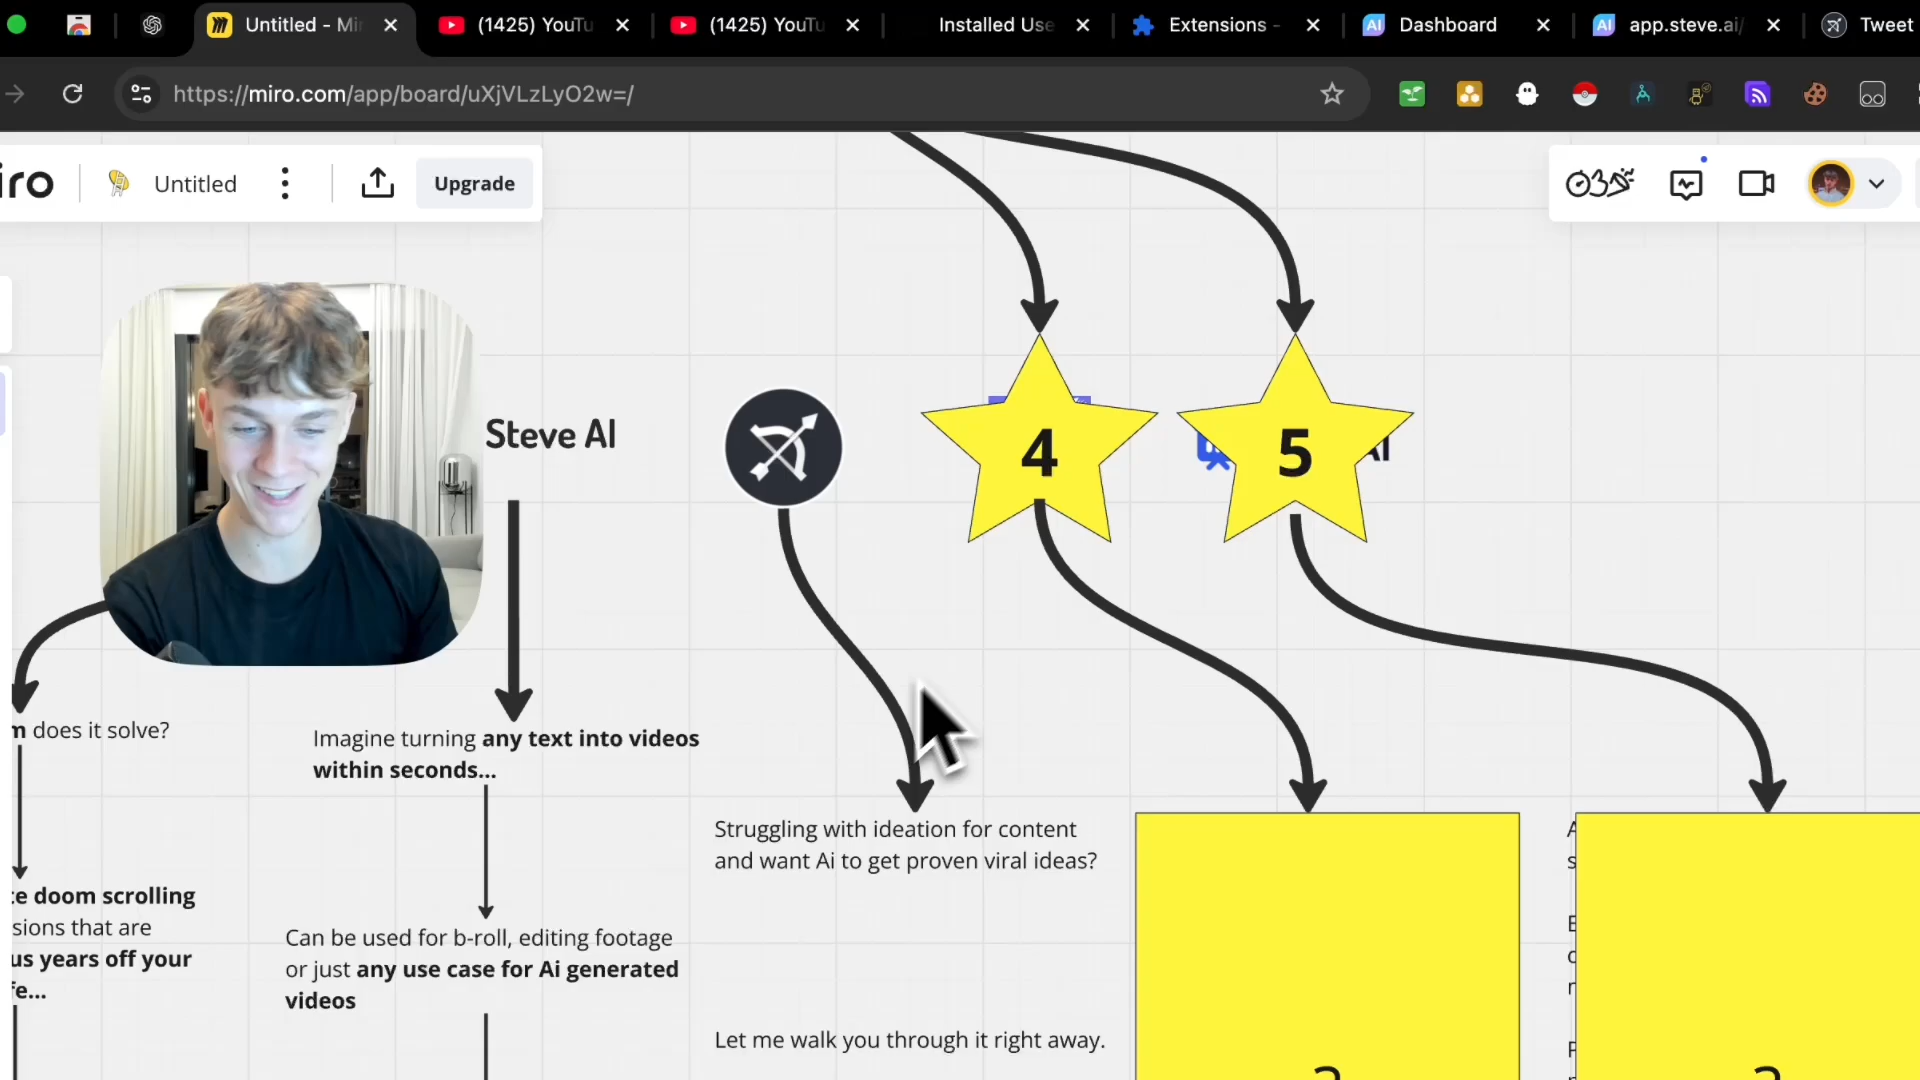 Untitled - Mi
(1425) YouTu
(1425) YouTu
Installed Use
Extensions -
Dashboard
app.steve.ai/
Tweet
https://miro.com/app/board/uXjVLzLyO2w=/
iro
Untitled
Upgrade
Steve AI
4
5
AI
m does it solve?
te doom scrolling
sions that are
us years off your
fe...
Imagine turning any text into videos
within seconds...
Can be used for b-roll, editing footage
or just any use case for Ai generated
videos
Struggling with ideation for content
and want Ai to get proven viral ideas?
Let me walk you through it right away.